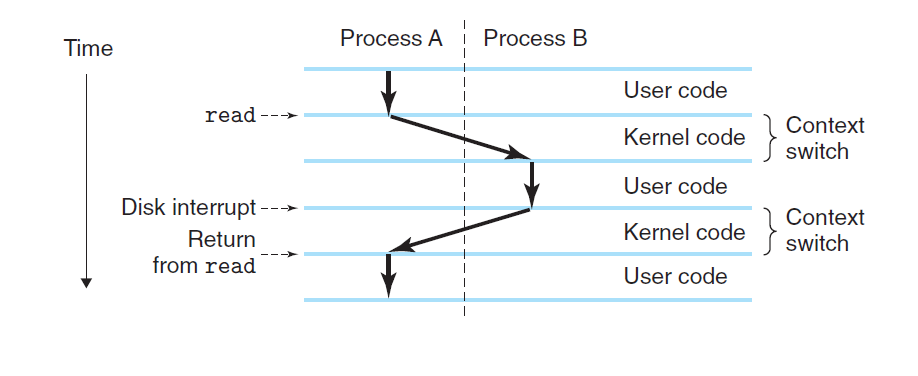 Process A
Process B
Time
User code
read
Kernel code
Context
switch
User code
Disk interrupt
Return
from read
Kernel code
Context
switch
User code